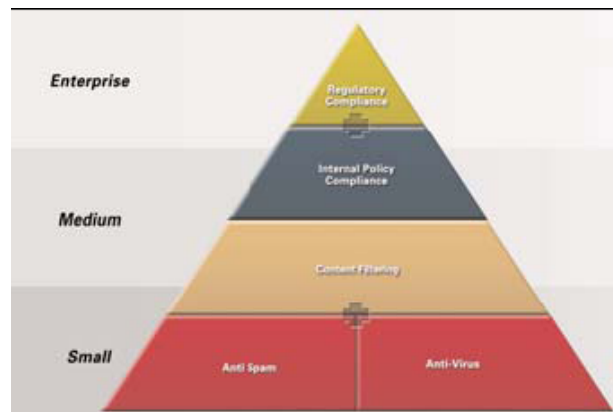 Enterprise
Regulatory
Compliance
Internal Policy
Compliance
Medium
Content Filtering
Small
Anti Spam
Anti-Virus